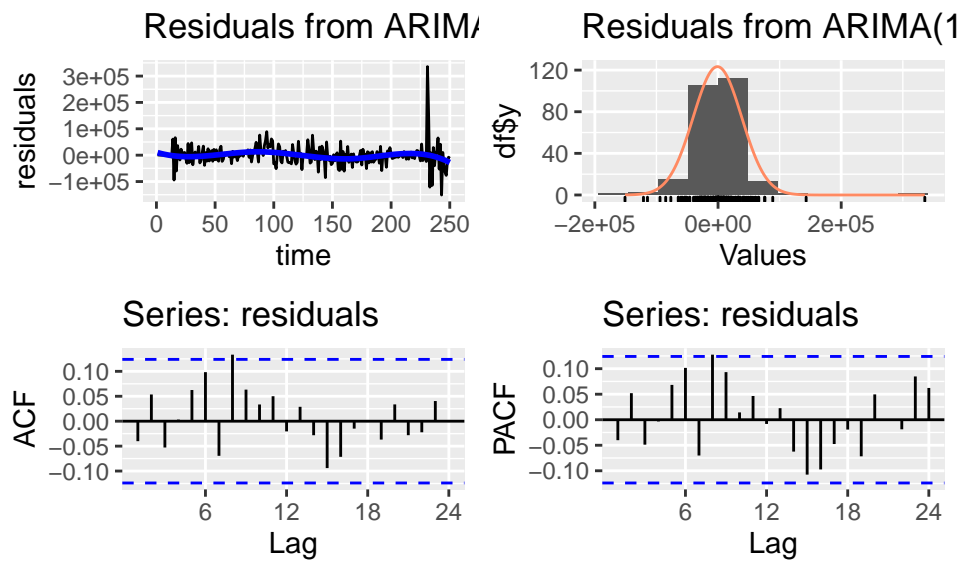 Residuals from ARIMA
residuals
3e+05
2e+05
1e+05
0e+00
−1e+05
0 50 100 150 200 250
time
Residuals from ARIMA(1
df$y
120
80
40
0
−2e+05 0e+00 2e+05
Values
Series: residuals
ACF
0.10
0.05
0.00
−0.05
−0.10
6 12 18 24
Lag
Series: residuals
PACF
0.10
0.05
0.00
−0.05
−0.10
6 12 18 24
Lag